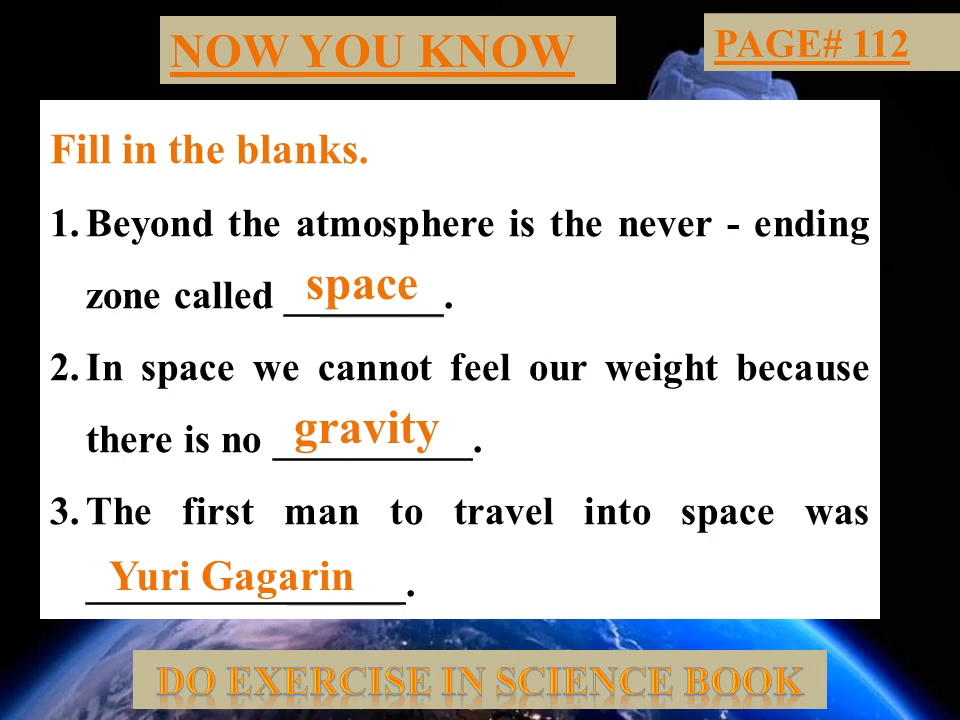 NOW YOU KNOW
PAGE# 112
Fill in the blanks.
1. Beyond the atmosphere is the never - ending
zone called ________.
space
2. In space we cannot feel our weight because
there is no __________.
gravity
3. The first man to travel into space was
________________.
Yuri Gagarin
DO EXERCISE IN SCIENCE BOOK